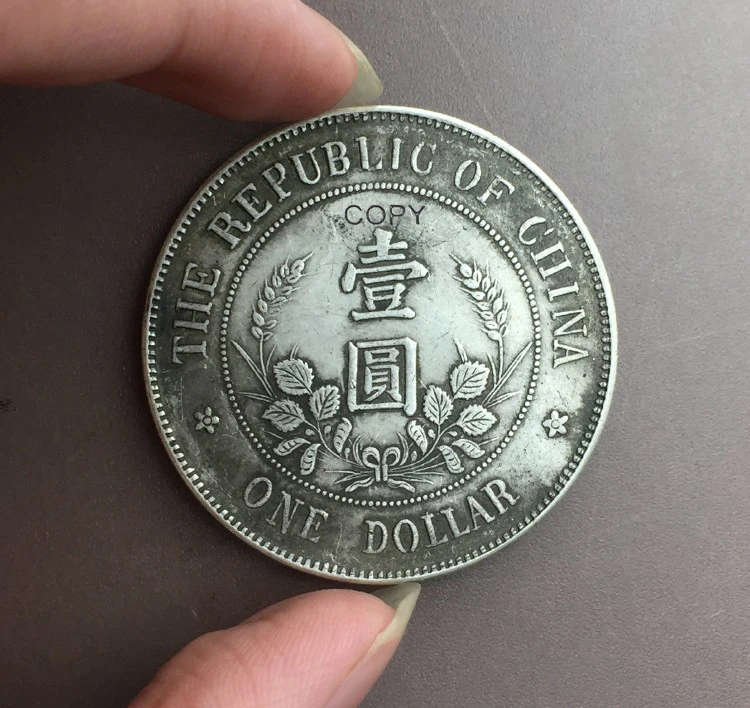 THE REPUBLIC OF CHINA
COPY
壹
圓
ONE DOLLAR